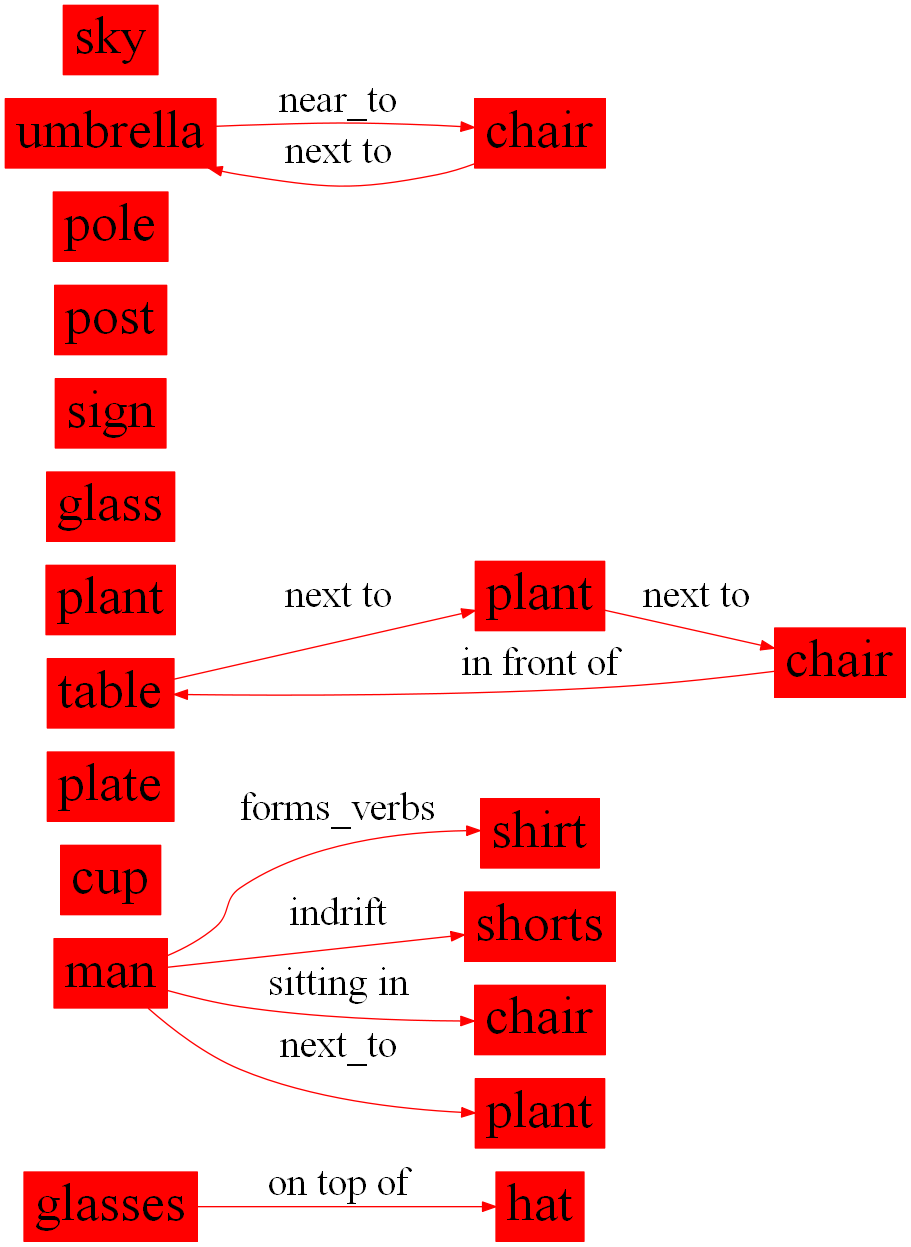 sky
umbrella
near_to
chair
next to
pole
post
sign
glass
plant
table
next to
plant
next to
chair
in front of
plate
cup
man
forms_verbs
shirt
indrift
shorts
sitting in
chair
next_to
plant
glasses
on top of
hat